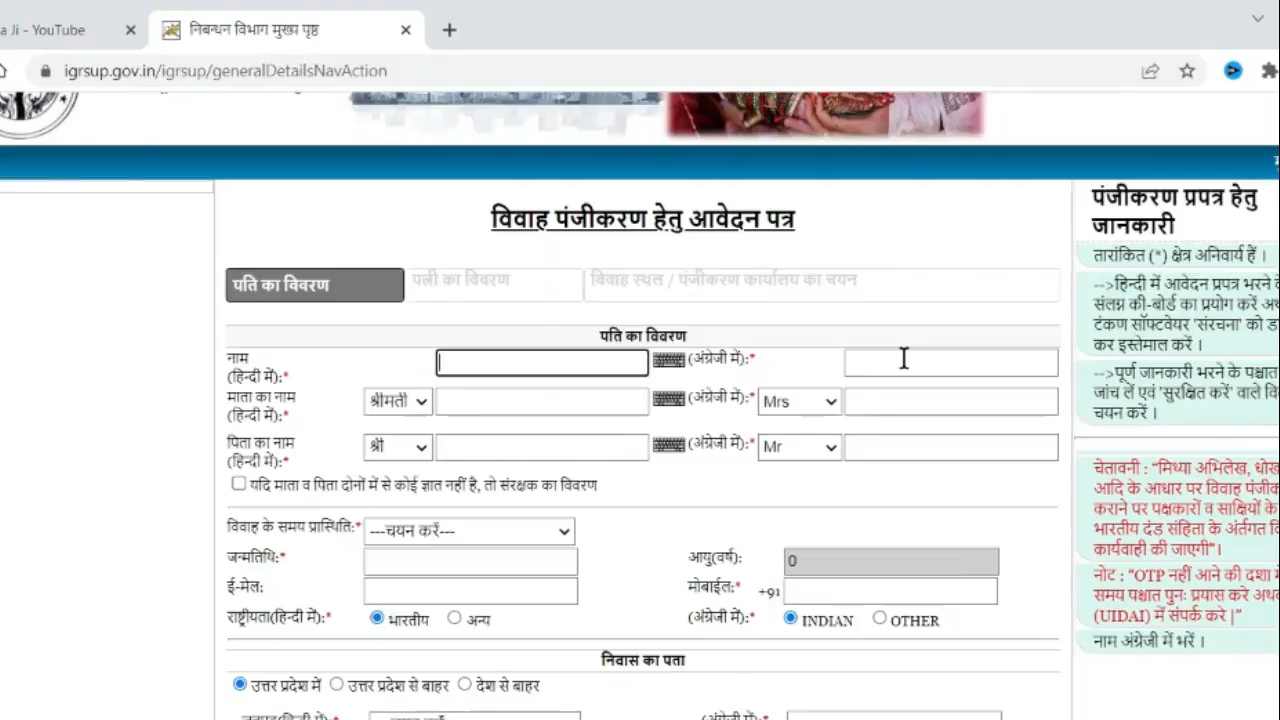 a Ji - YouTube
निबन्धन विभाग मुख्य पृष्ठ
igrsup.gov.in/igrsup/generalDetailsNavAction
विवाह पंजीकरण हेतु आवेदन पत्र
पति का विवरण
पत्नी का विवरण
विवाह स्थल / पंजीकरण कार्यालय का चयन
पति का विवरण
नाम
(हिन्दी में):*
(अंग्रेजी में):*
माता का नाम
(हिन्दी में):*
श्रीमती
(अंग्रेजी में):*
Mrs
पिता का नाम
(हिन्दी में):*
श्री
(अंग्रेजी में):*
Mr
यदि माता व पिता दोनों में से कोई ज्ञात नहीं है, तो संरक्षक का विवरण
विवाह के समय प्रास्थिति:*
---चयन करें---
जन्मतिथि:*
आयु(वर्ष):
0
ई-मेल:
मोबाईल:*
+91
राष्ट्रीयता(हिन्दी में):*
भारतीय
अन्य
(अंग्रेजी में):*
INDIAN
OTHER
निवास का पता
उत्तर प्रदेश में
उत्तर प्रदेश से बाहर
देश से बाहर
पंजीकरण प्रपत्र हेतु
जानकारी
तारांकित (*) क्षेत्र अनिवार्य हैं ।
-->हिन्दी में आवेदन प्रपत्र भरने
संलग्न की-बोर्ड का प्रयोग करें
टंकण सॉफ्टवेयर 'संरचना' को
कर इस्तेमाल करें ।
-->पूर्ण जानकारी भरने के पश्चात
जांच लें एवं 'सुरक्षित करें' वाले
चयन करें ।
चेतावनी : "मिथ्या अभिलेख,
आदि के आधार पर विवाह
कराने पर पक्षकारों व साक्षियों के
भारतीय दंड संहिता के अंर्तगत
कार्यवाही की जाएगी"।
नोट : "OTP नहीं आने की दशा
समय पश्चात पुनः प्रयास करे
(UIDAI) में संपर्क करे |"
नाम अंग्रेजी में भरें ।